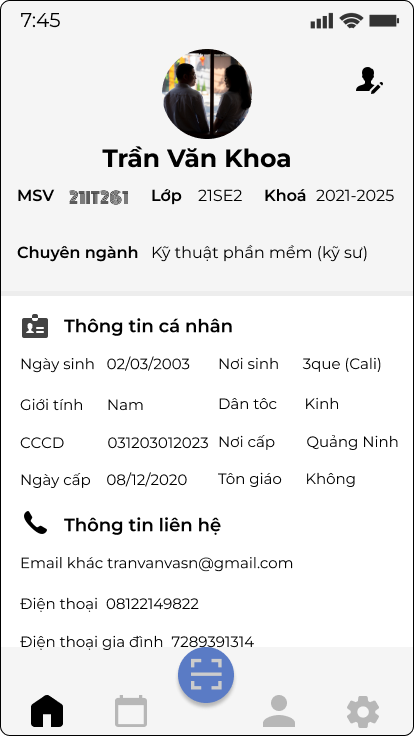 7:45
Trần Văn Khoa
MSV 21IT261 Lớp 21SE2 Khoá 2021-2025
Chuyên ngành Kỹ thuật phần mềm (kỹ sư)
Thông tin cá nhân
Ngày sinh 02/03/2003 Nơi sinh 3que (Cali)
Giới tính Nam Dân tôc Kinh
CCCD 031203012023 Nơi cấp Quảng Ninh
Ngày cấp 08/12/2020 Tôn giáo Không
Thông tin liên hệ
Email khác tranvanvasn@gmail.com
Điện thoại 08122149822
Điện thoại gia đình 7289391314